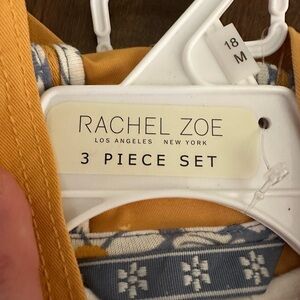 18
M
RACHEL ZOE
LOS ANGELES NEW YORK
3 PIECE SET